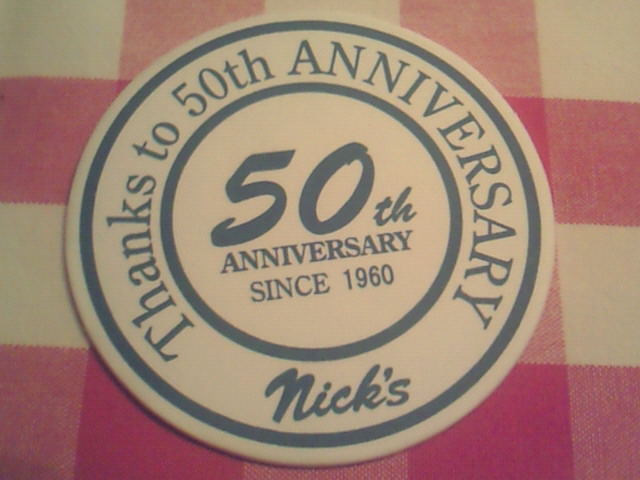 Thanks to 50th ANNIVERSARY
50th
ANNIVERSARY
SINCE 1960
Nick's